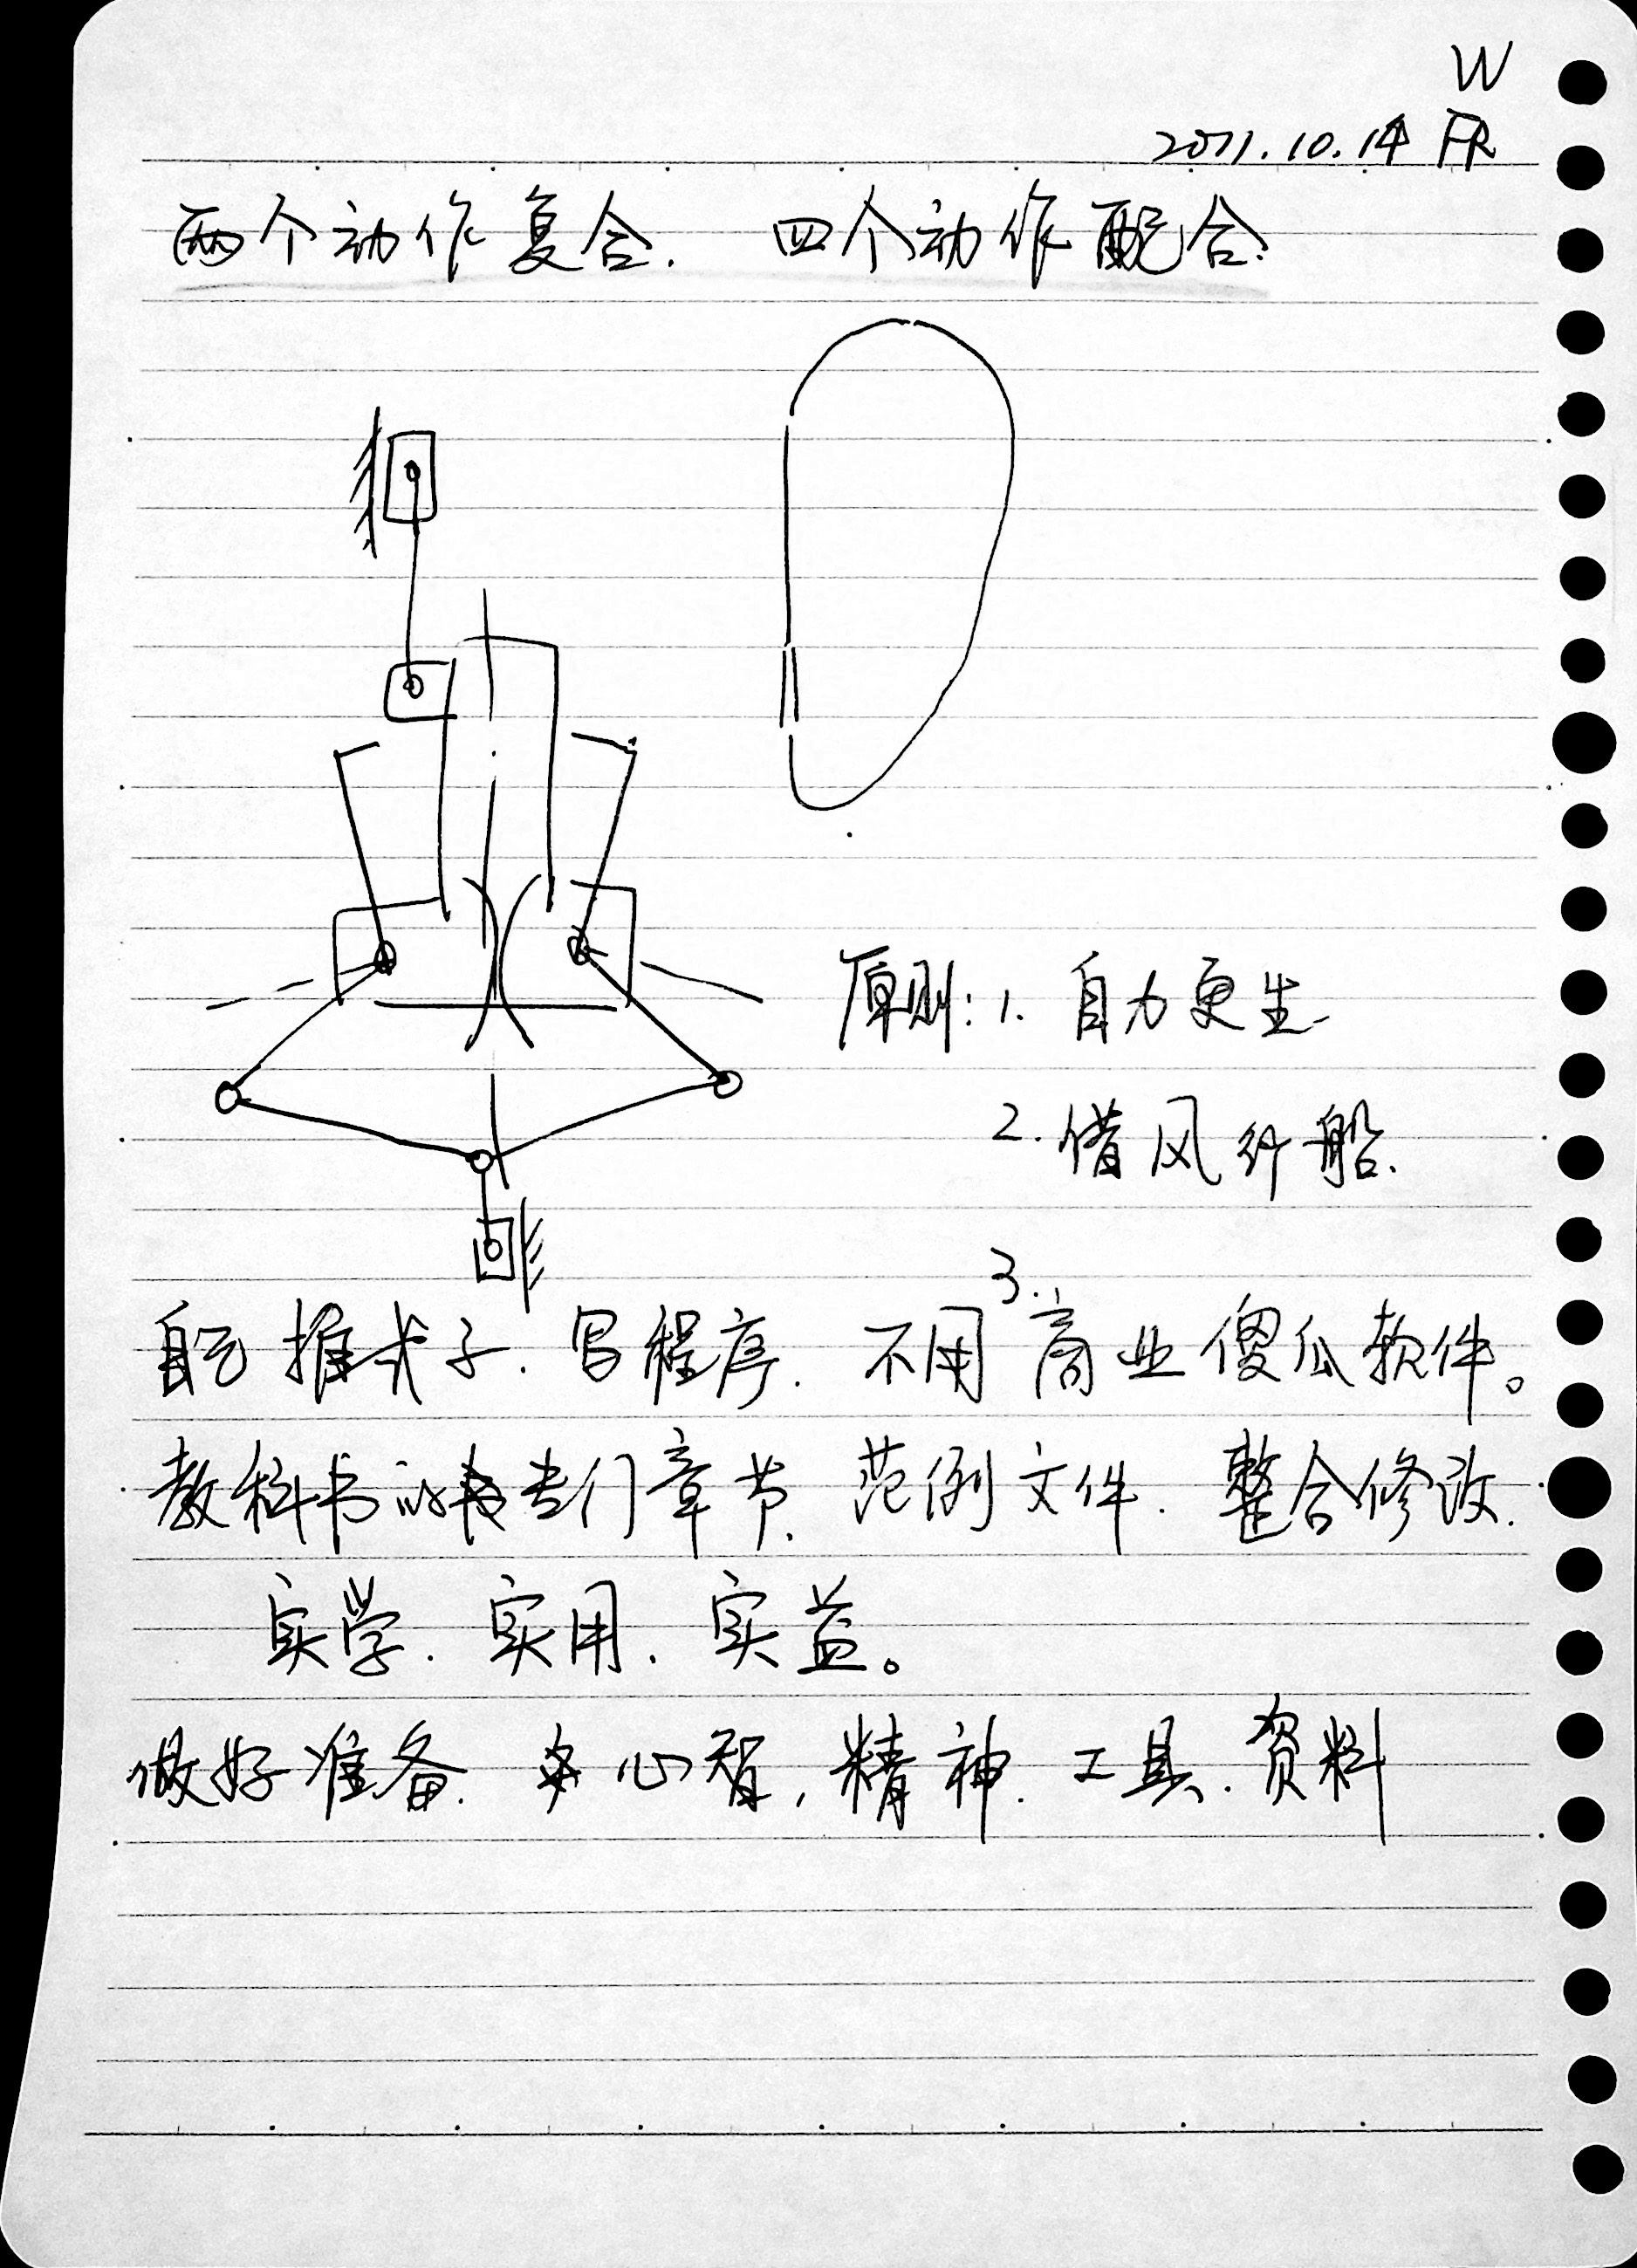 W
2011.10.14 FR
两个动作复合. 四个动作配合.
原则: 1. 自力更生
2. 借风行船.
3.
自己推式子. 写程序. 不用商业傻瓜软件。
教科书的专门章节. 范例文件. 整合修改.
实学. 实用. 实益。
做好准备. 心智, 精神. 工具. 资料